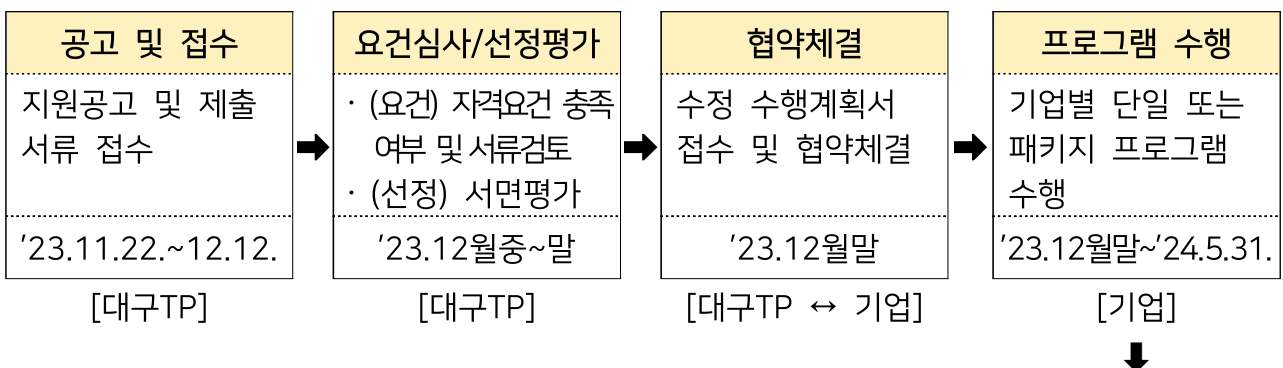 공고 및 접수
지원공고 및 제출
서류 접수
'23.11.22.~12.12.
[대구TP]
요건심사/선정평가
· (요건) 자격요건 충족
여부 및 서류검토
· (선정) 서면평가
'23.12월중~말
[대구TP]
협약체결
수정 수행계획서
접수 및 협약체결
'23.12월말
[대구TP ↔ 기업]
프로그램 수행
기업별 단일 또는
패키지 프로그램
수행
'23.12월말~'24.5.31.
[기업]